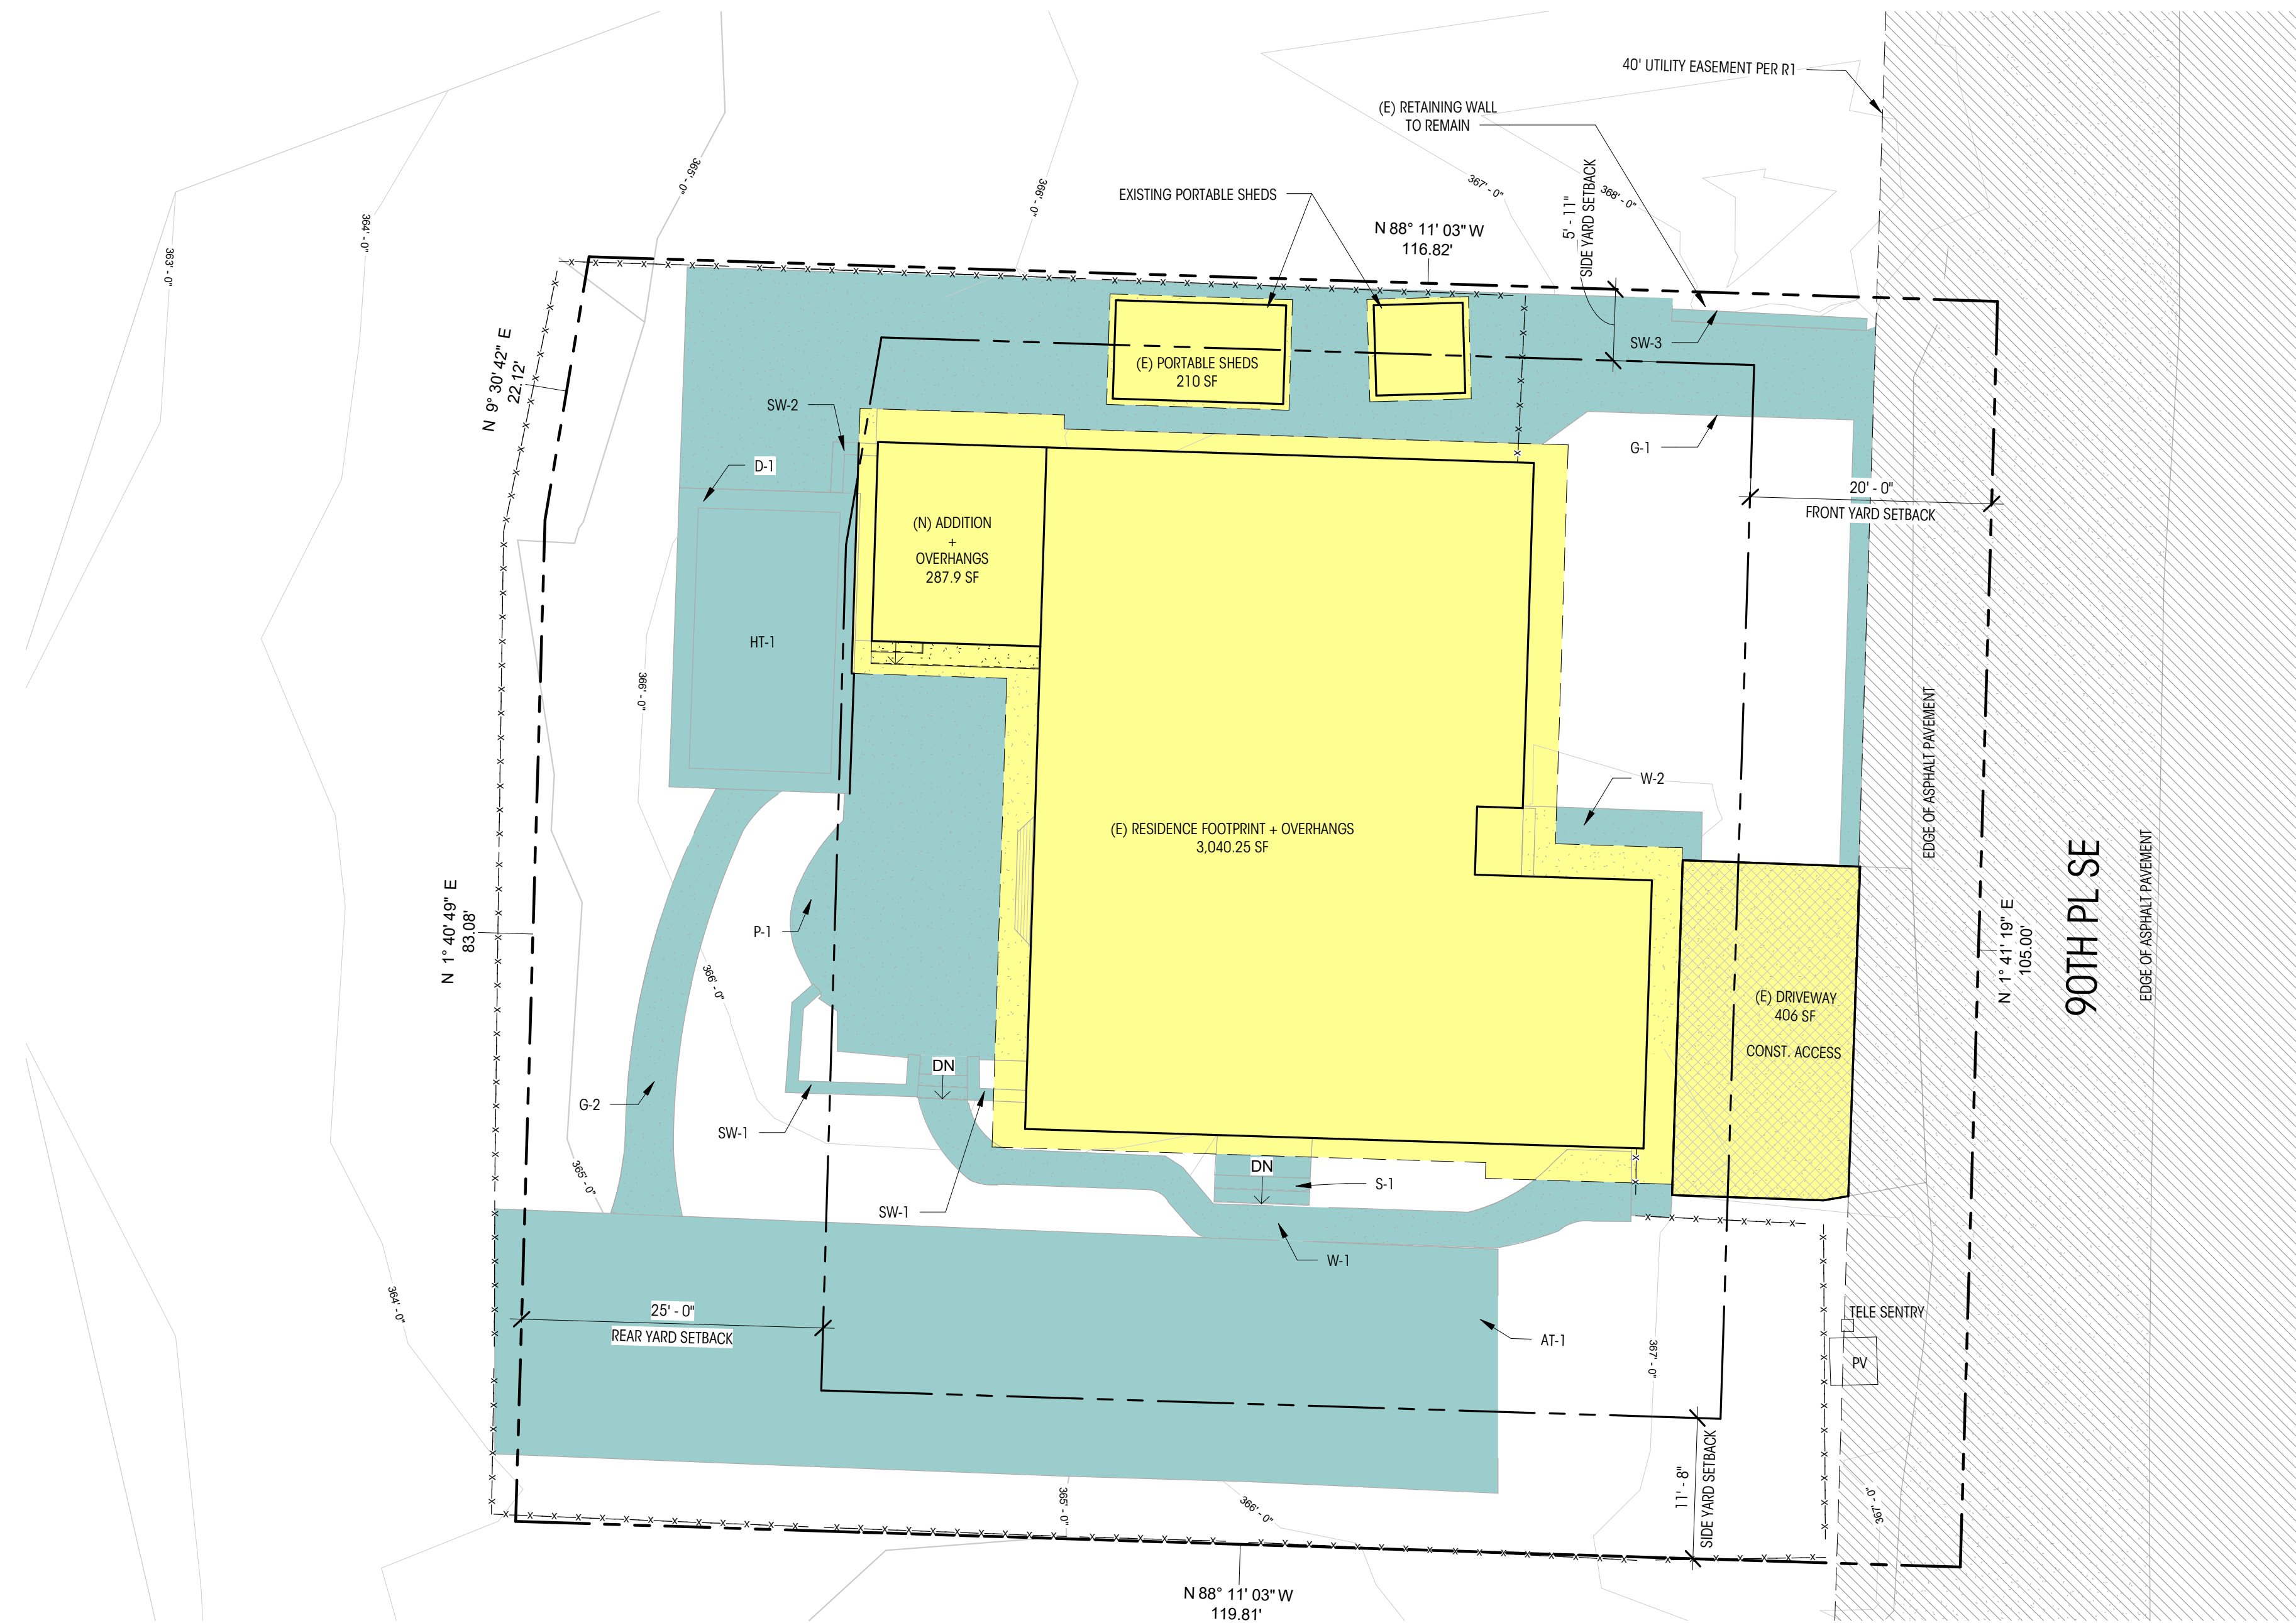 40' UTILITY EASEMENT PER R1
(E) RETAINING WALL
TO REMAIN
EXISTING PORTABLE SHEDS
N 88° 11' 03" W
116.82'
5' - 11"
SIDE YARD SETBACK
363' - 0"
364' - 0"
365' - 0"
366' - 0"
367' - 0"
368' - 0"
N 9° 30' 42" E
22.12'
SW-3
(E) PORTABLE SHEDS
210 SF
SW-2
G-1
D-1
20' - 0"
FRONT YARD SETBACK
(N) ADDITION
+
OVERHANGS
287.9 SF
HT-1
366' - 0"
W-2
EDGE OF ASPHALT PAVEMENT
EDGE OF ASPHALT PAVEMENT
90TH PL SE
(E) RESIDENCE FOOTPRINT + OVERHANGS
3,040.25 SF
N 1° 40' 49" E
83.08'
P-1
366' - 0"
N 1° 41' 19" E
105.00'
(E) DRIVEWAY
406 SF
CONST. ACCESS
DN
G-2
SW-1
DN
S-1
SW-1
365' - 0"
W-1
364' - 0"
25' - 0"
REAR YARD SETBACK
AT-1
367' - 0"
TELE SENTRY
PV
11' - 8"
SIDE YARD SETBACK
365' - 0"
366' - 0"
367' - 0"
N 88° 11' 03" W
119.81'